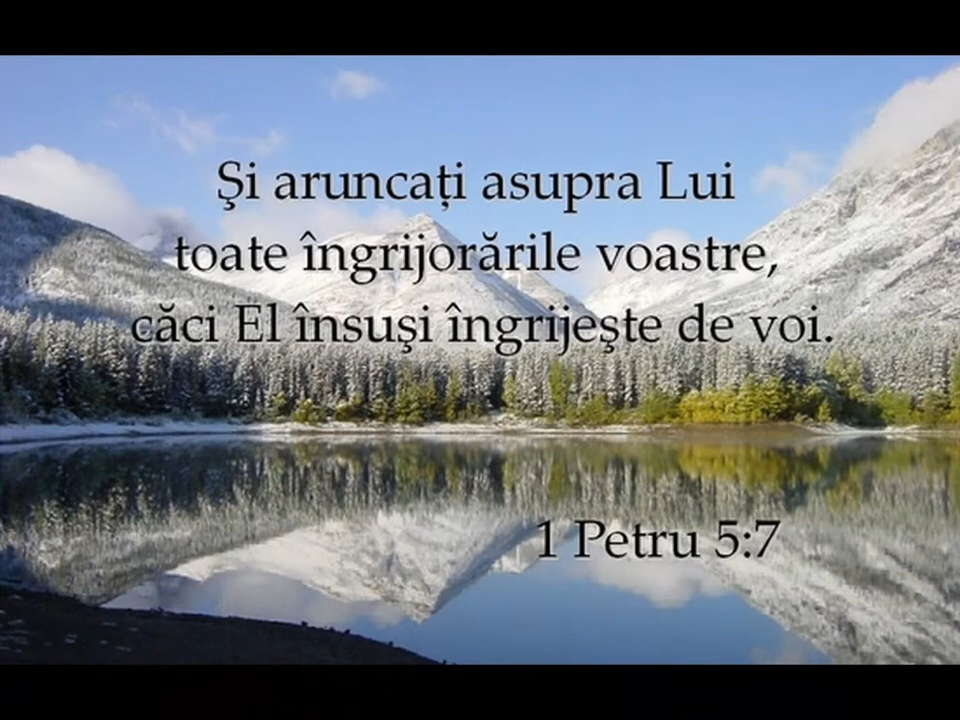 Şi aruncaţi asupra Lui
toate îngrijorările voastre,
căci El însuşi îngrijeşte de voi.
1 Petru 5:7